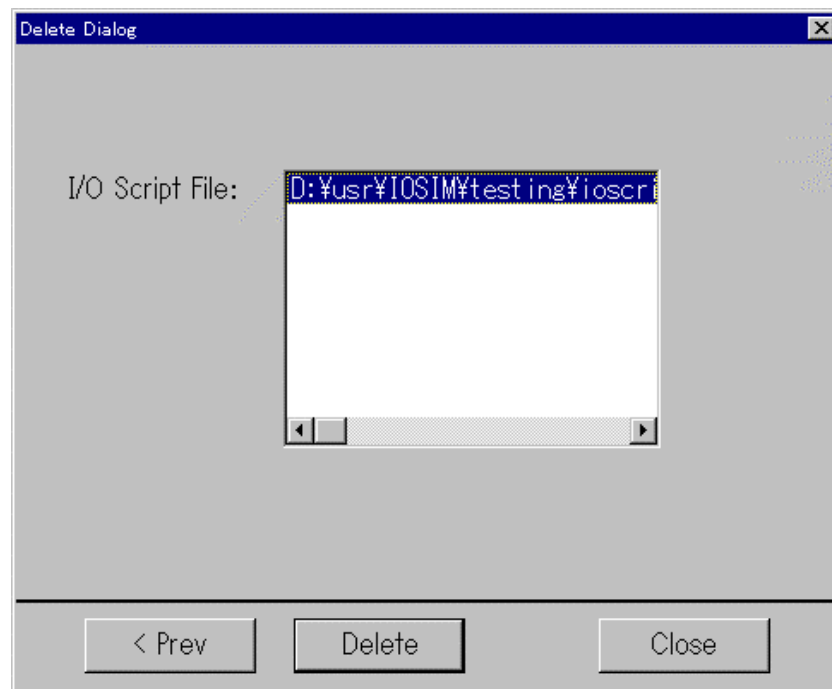 Delete Dialog
I/O Script File:
D:¥usr¥IOSIM¥testing¥ioscri
< Prev
Delete
Close